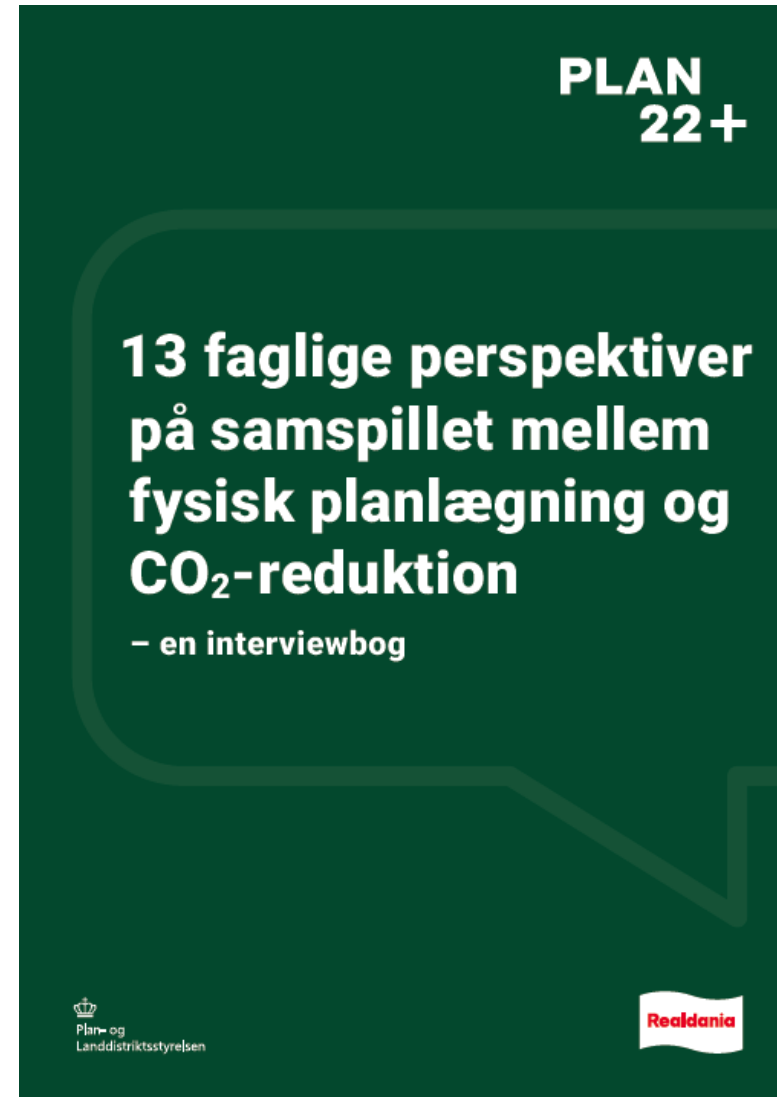 PLAN
22+
13 faglige perspektiver
på samspillet mellem
fysisk planlægning og
CO₂-reduktion
– en interviewbog
Plan- og
Landdistriktsstyrelsen
Realdania